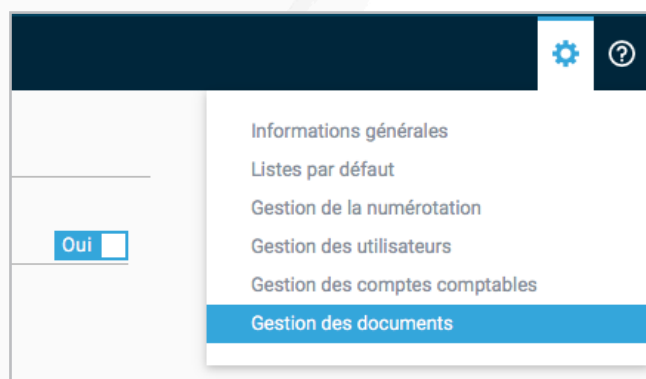 Informations générales
Listes par défaut
Gestion de la numérotation
Oui
Gestion des utilisateurs
Gestion des comptes comptables
Gestion des documents